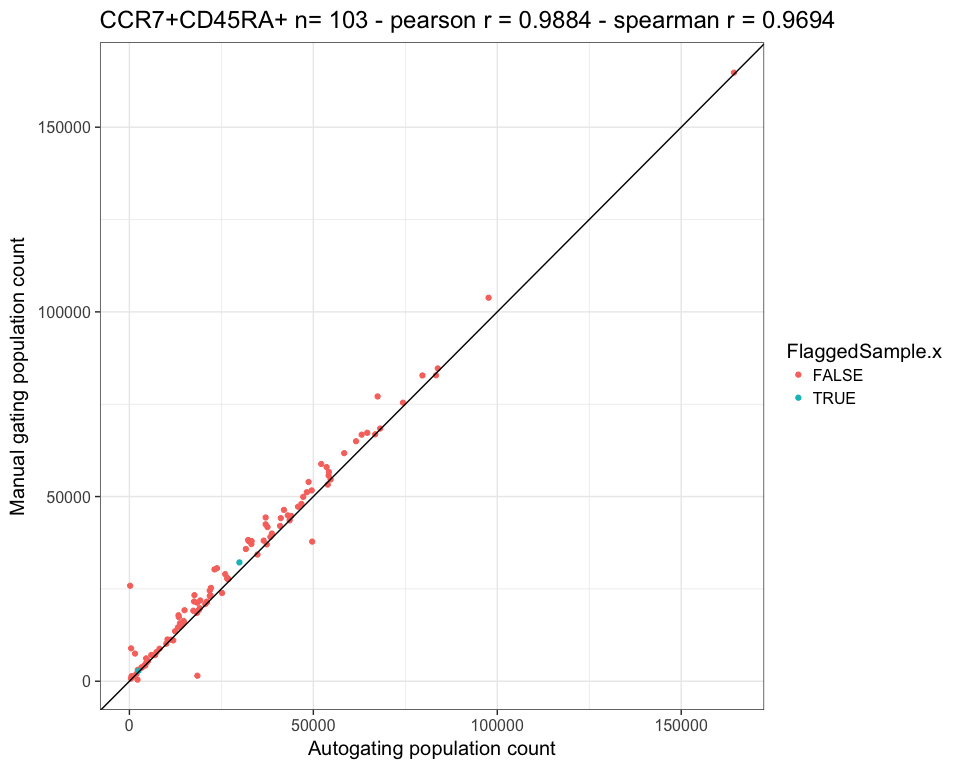 CCR7+CD45RA+ n= 103 - pearson r = 0.9884 - spearman r = 0.9694
Manual gating population count
150000
100000
50000
0
0 50000 100000 150000
Autogating population count
FlaggedSample.x
FALSE
TRUE